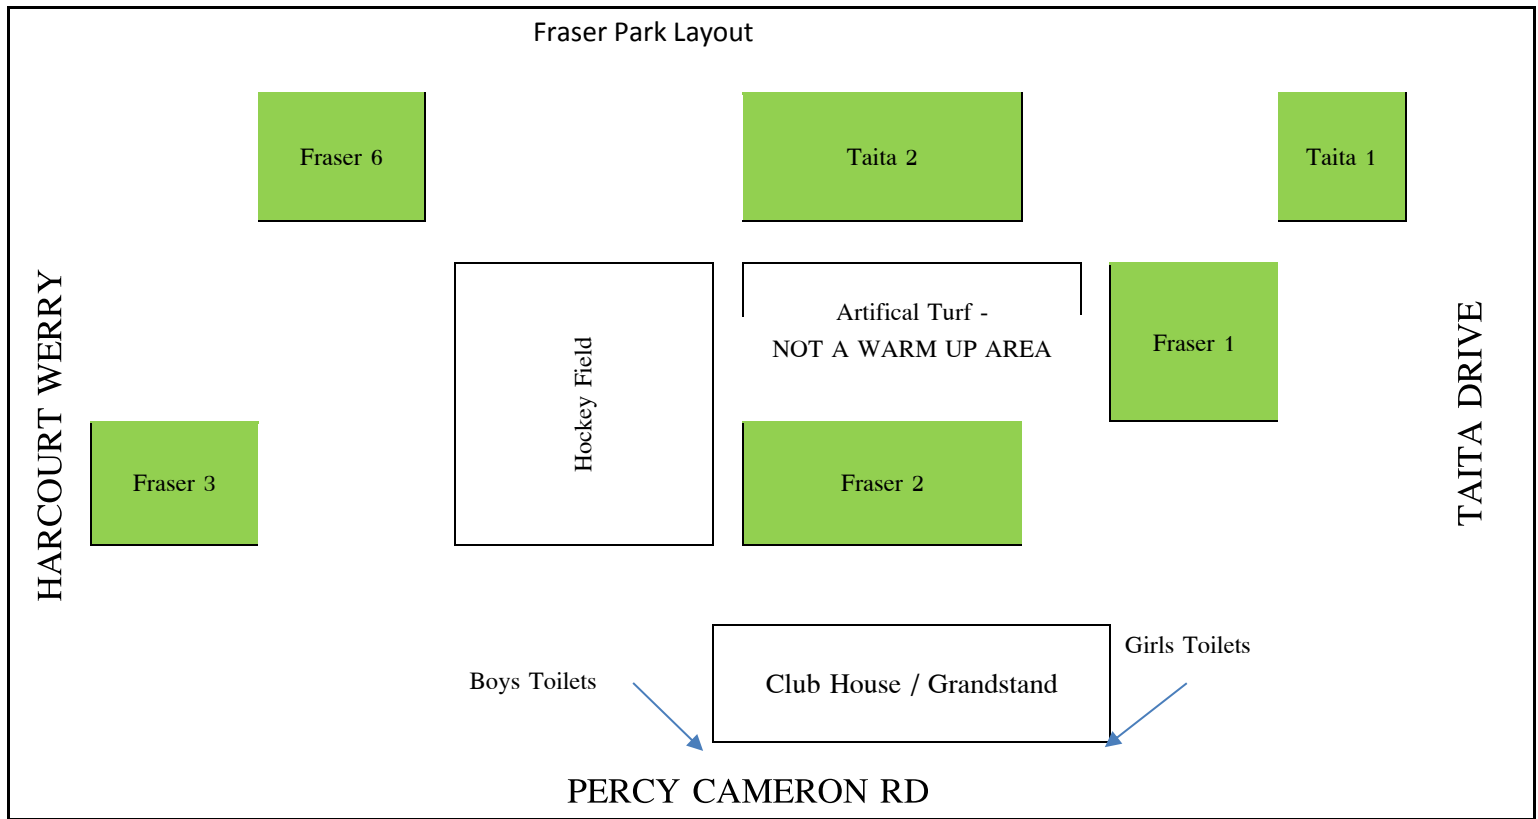 Fraser Park Layout
Fraser 6
Taita 2
Taita 1
HARCOURT WERRY
Hockey Field
Artifical Turf -
NOT A WARM UP AREA
Fraser 1
TAITA DRIVE
Fraser 3
Fraser 2
Girls Toilets
Boys Toilets
Club House / Grandstand
PERCY CAMERON RD